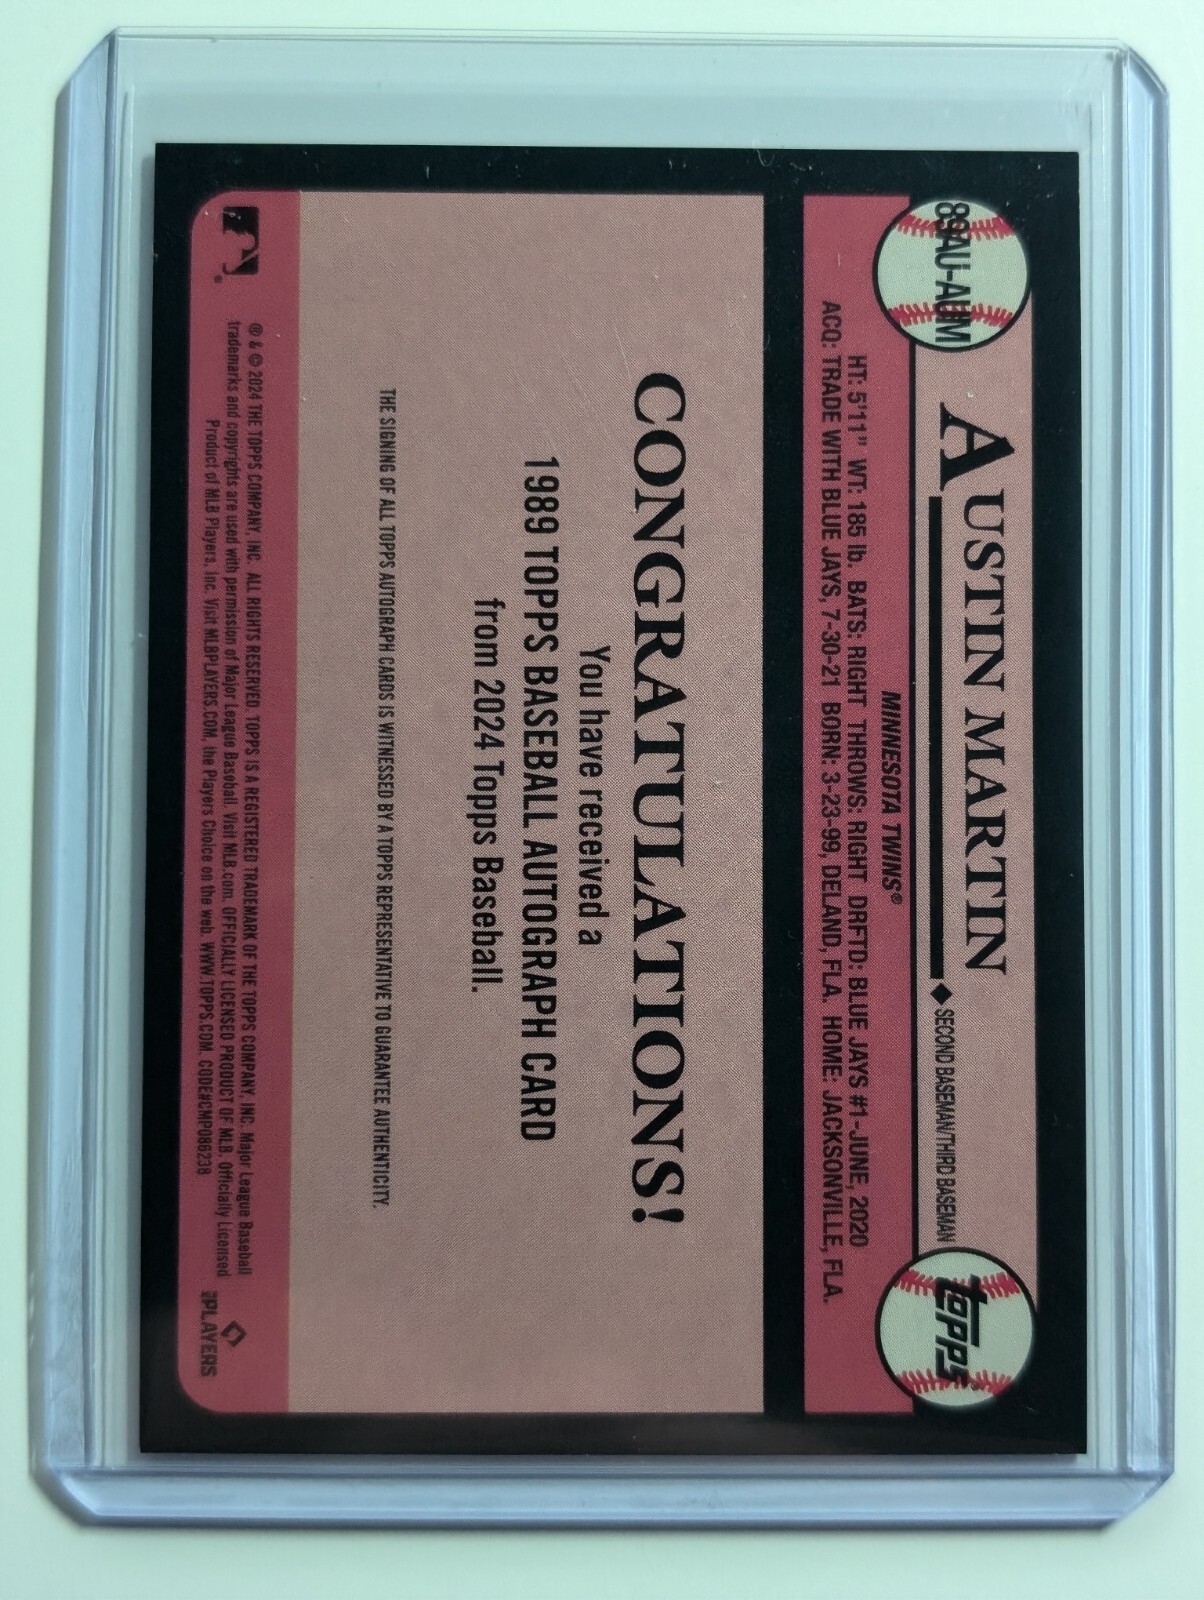 89AU-AUM
AUSTIN MARTIN ◆ SECOND BASEMAN/THIRD BASEMAN
TOPPS
MINNESOTA TWINS®
HT: 5'11" WT: 185 lb. BATS: RIGHT THROWS: RIGHT DRFTD: BLUE JAYS #1-JUNE, 2020
ACQ: TRADE WITH BLUE JAYS, 7-30-21 BORN: 3-23-99, DELAND, FLA. HOME: JACKSONVILLE, FLA.
CONGRATULATIONS!
You have received a
1989 TOPPS BASEBALL AUTOGRAPH CARD
from 2024 Topps Baseball.
THE SIGNING OF ALL TOPPS AUTOGRAPH CARDS IS WITNESSED BY A TOPPS REPRESENTATIVE TO GUARANTEE AUTHENTICITY.
® & © 2024 THE TOPPS COMPANY, INC. ALL RIGHTS RESERVED. TOPPS IS A REGISTERED TRADEMARK OF THE TOPPS COMPANY, INC. Major League Baseball
trademarks and copyrights are used with permission of Major League Baseball. Visit MLB.com. OFFICIALLY LICENSED PRODUCT OF MLB. Officially Licensed
Product of MLB Players, Inc. Visit MLBPLAYERS.COM, the Players Choice on the web. WWW.TOPPS.COM. CODE#CMP086238
PLAYERS